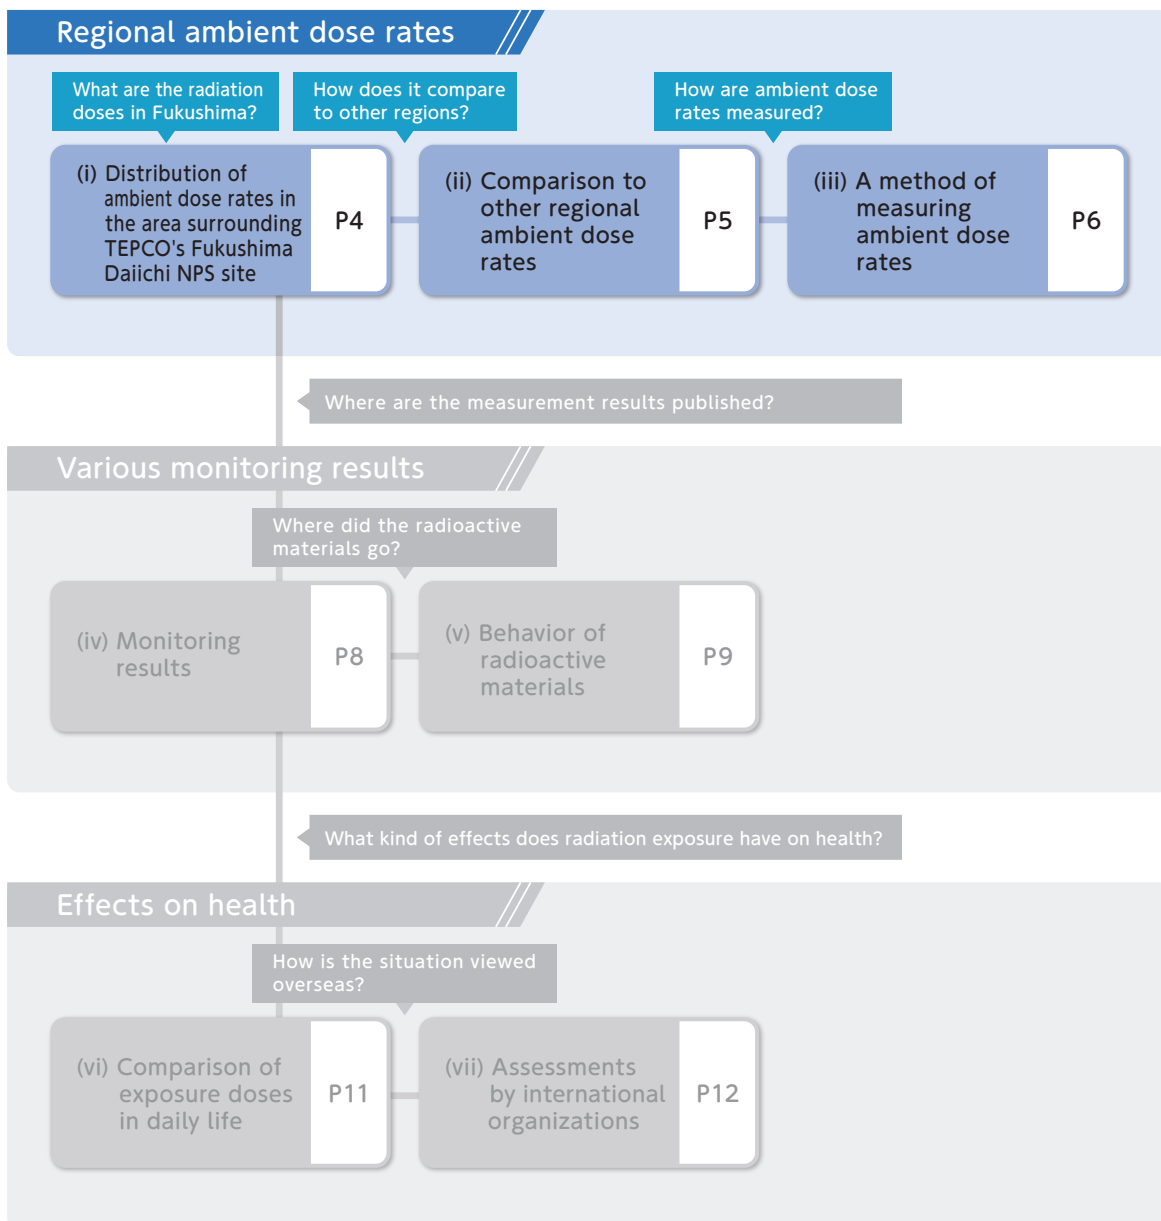 Regional ambient dose rates
What are the radiation
doses in Fukushima?
How does it compare
to other regions?
How are ambient dose
rates measured?
(i) Distribution of
ambient dose rates in
the area surrounding
TEPCO's Fukushima
Daiichi NPS site
P4
(ii) Comparison to
other regional
ambient dose
rates
P5
(iii) A method of
measuring
ambient dose
rates
P6
Where are the measurement results published?
Various monitoring results
Where did the radioactive
materials go?
(iv) Monitoring
results
P8
(v) Behavior of
radioactive
materials
P9
What kind of effects does radiation exposure have on health?
Effects on health
How is the situation viewed
overseas?
(vi) Comparison of
exposure doses
in daily life
P11
(vii) Assessments
by international
organizations
P12